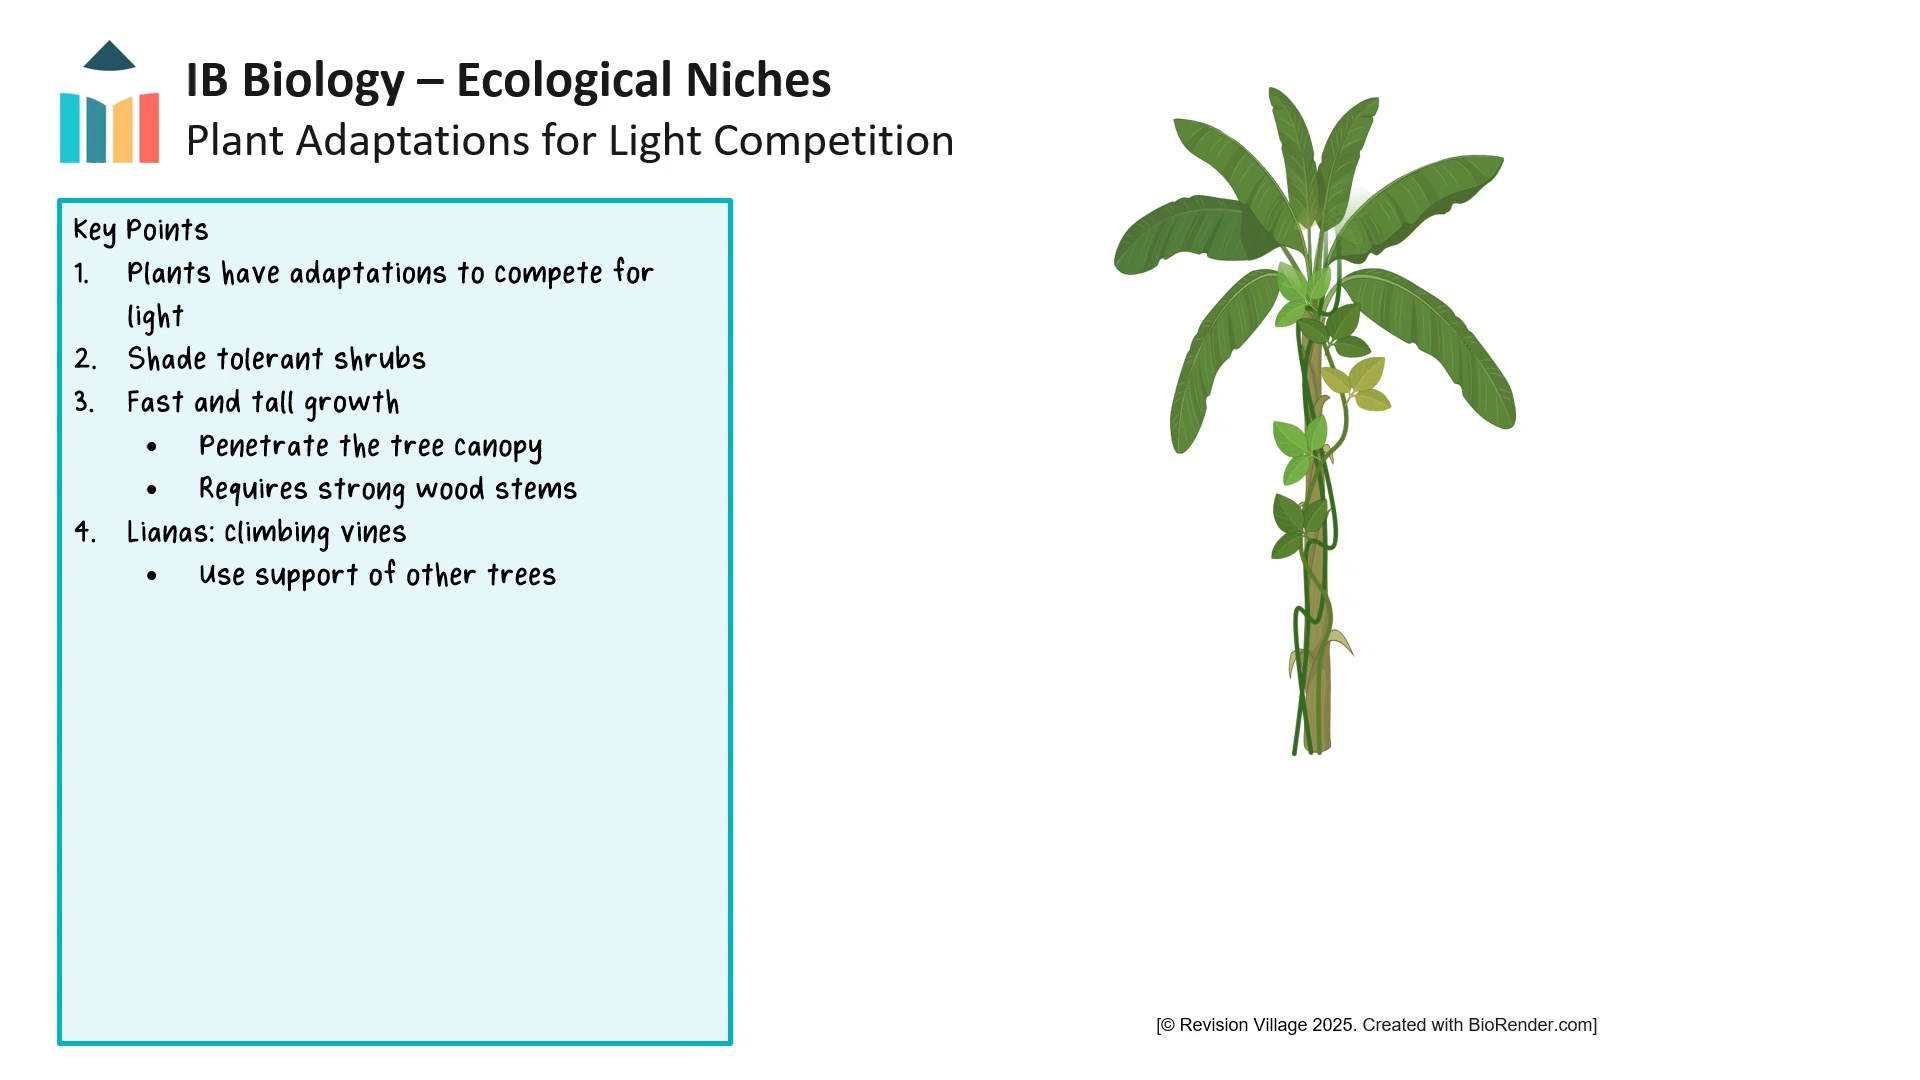 IB Biology – Ecological Niches
Plant Adaptations for Light Competition
Key Points
1. Plants have adaptations to compete for
light
2. Shade tolerant shrubs
3. Fast and tall growth
• Penetrate the tree canopy
• Requires strong wood stems
4. Lianas: climbing vines
• Use support of other trees
[© Revision Village 2025. Created with BioRender.com]